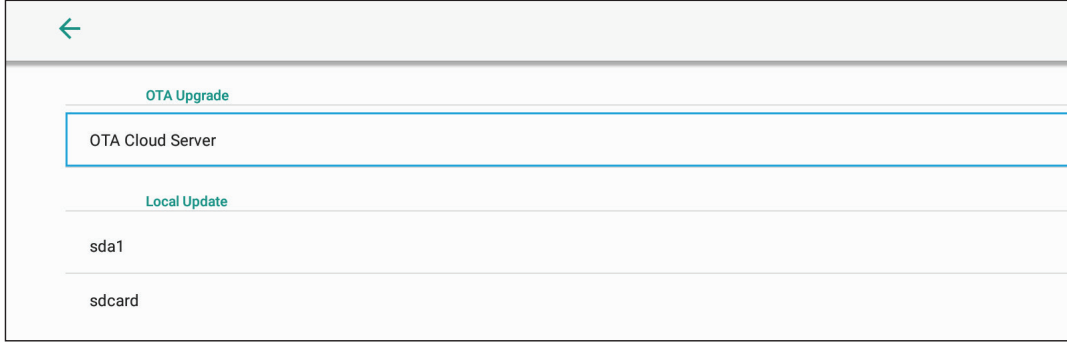 OTA Upgrade
OTA Cloud Server
Local Update
sda1
sdcard